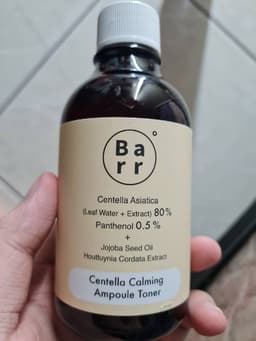 Ba
rr
Centella Asiatica
(Leaf Water + Extract) 80%
Panthenol 0.5 %
+
Jojoba Seed Oil
Houttuynia Cordata Extract
Centella Calming
Ampoule Toner